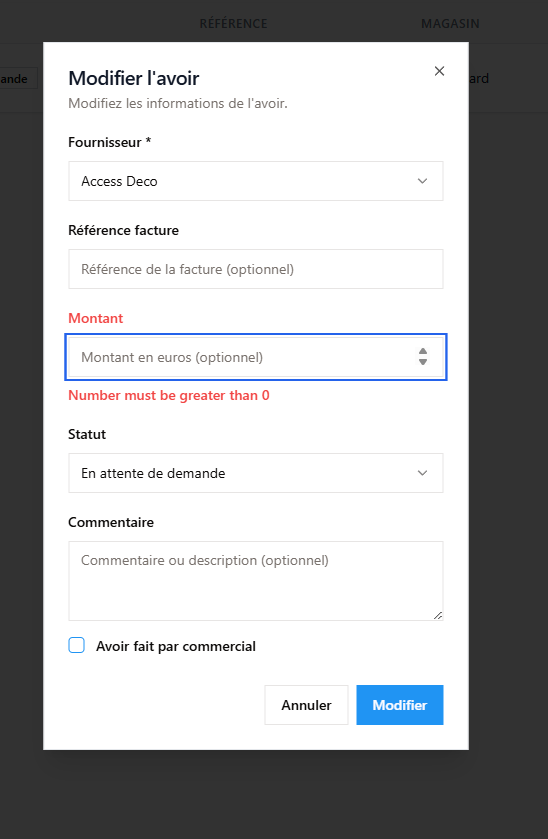 RÉFÉRENCE
MAGASIN
ande
ard
Modifier l'avoir
Modifiez les informations de l'avoir.
Fournisseur *
Access Deco
Référence facture
Référence de la facture (optionnel)
Montant
Montant en euros (optionnel)
Number must be greater than 0
Statut
En attente de demande
Commentaire
Commentaire ou description (optionnel)
Avoir fait par commercial
Annuler
Modifier